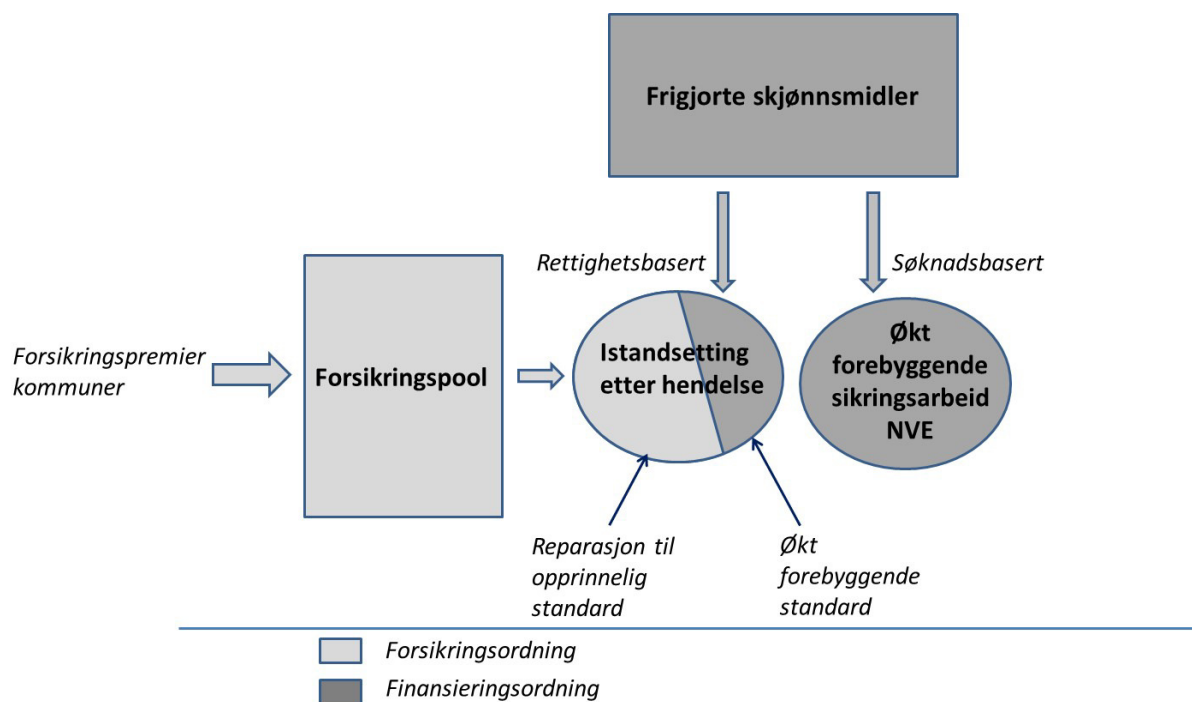 Frigjorte skjønnsmidler
Rettighetsbasert
Søknadsbasert
Forsikringspremier
kommuner
Forsikringspool
Istandsetting
etter hendelse
Økt
forebyggende
sikringsarbeid
NVE
Reparasjon til
opprinnelig
standard
Økt
forebyggende
standard
Forsikringsordning
Finansieringsordning